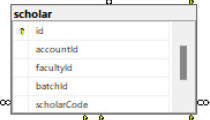 scholar
id
accountId
facultyId
batchId
scholarCode